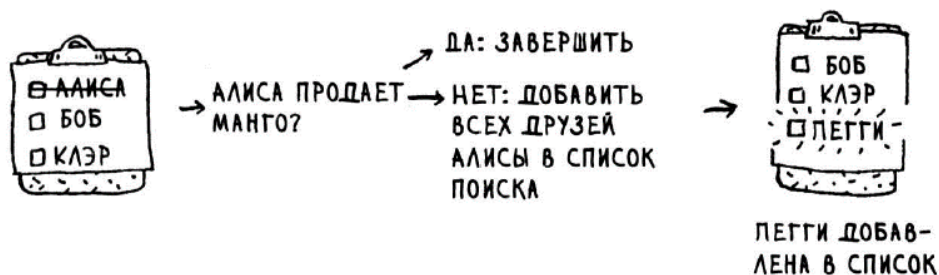 АЛИСА
БОБ
КЛЭР
АЛИСА ПРОДАЕТ
МАНГО?
ДА: ЗАВЕРШИТЬ
НЕТ: ДОБАВИТЬ
ВСЕХ ДРУЗЕЙ
АЛИСЫ В СПИСОК
ПОИСКА
БОБ
КЛЭР
ПЕГГИ
ПЕГГИ ДОБАВ-
ЛЕНА В СПИСОК